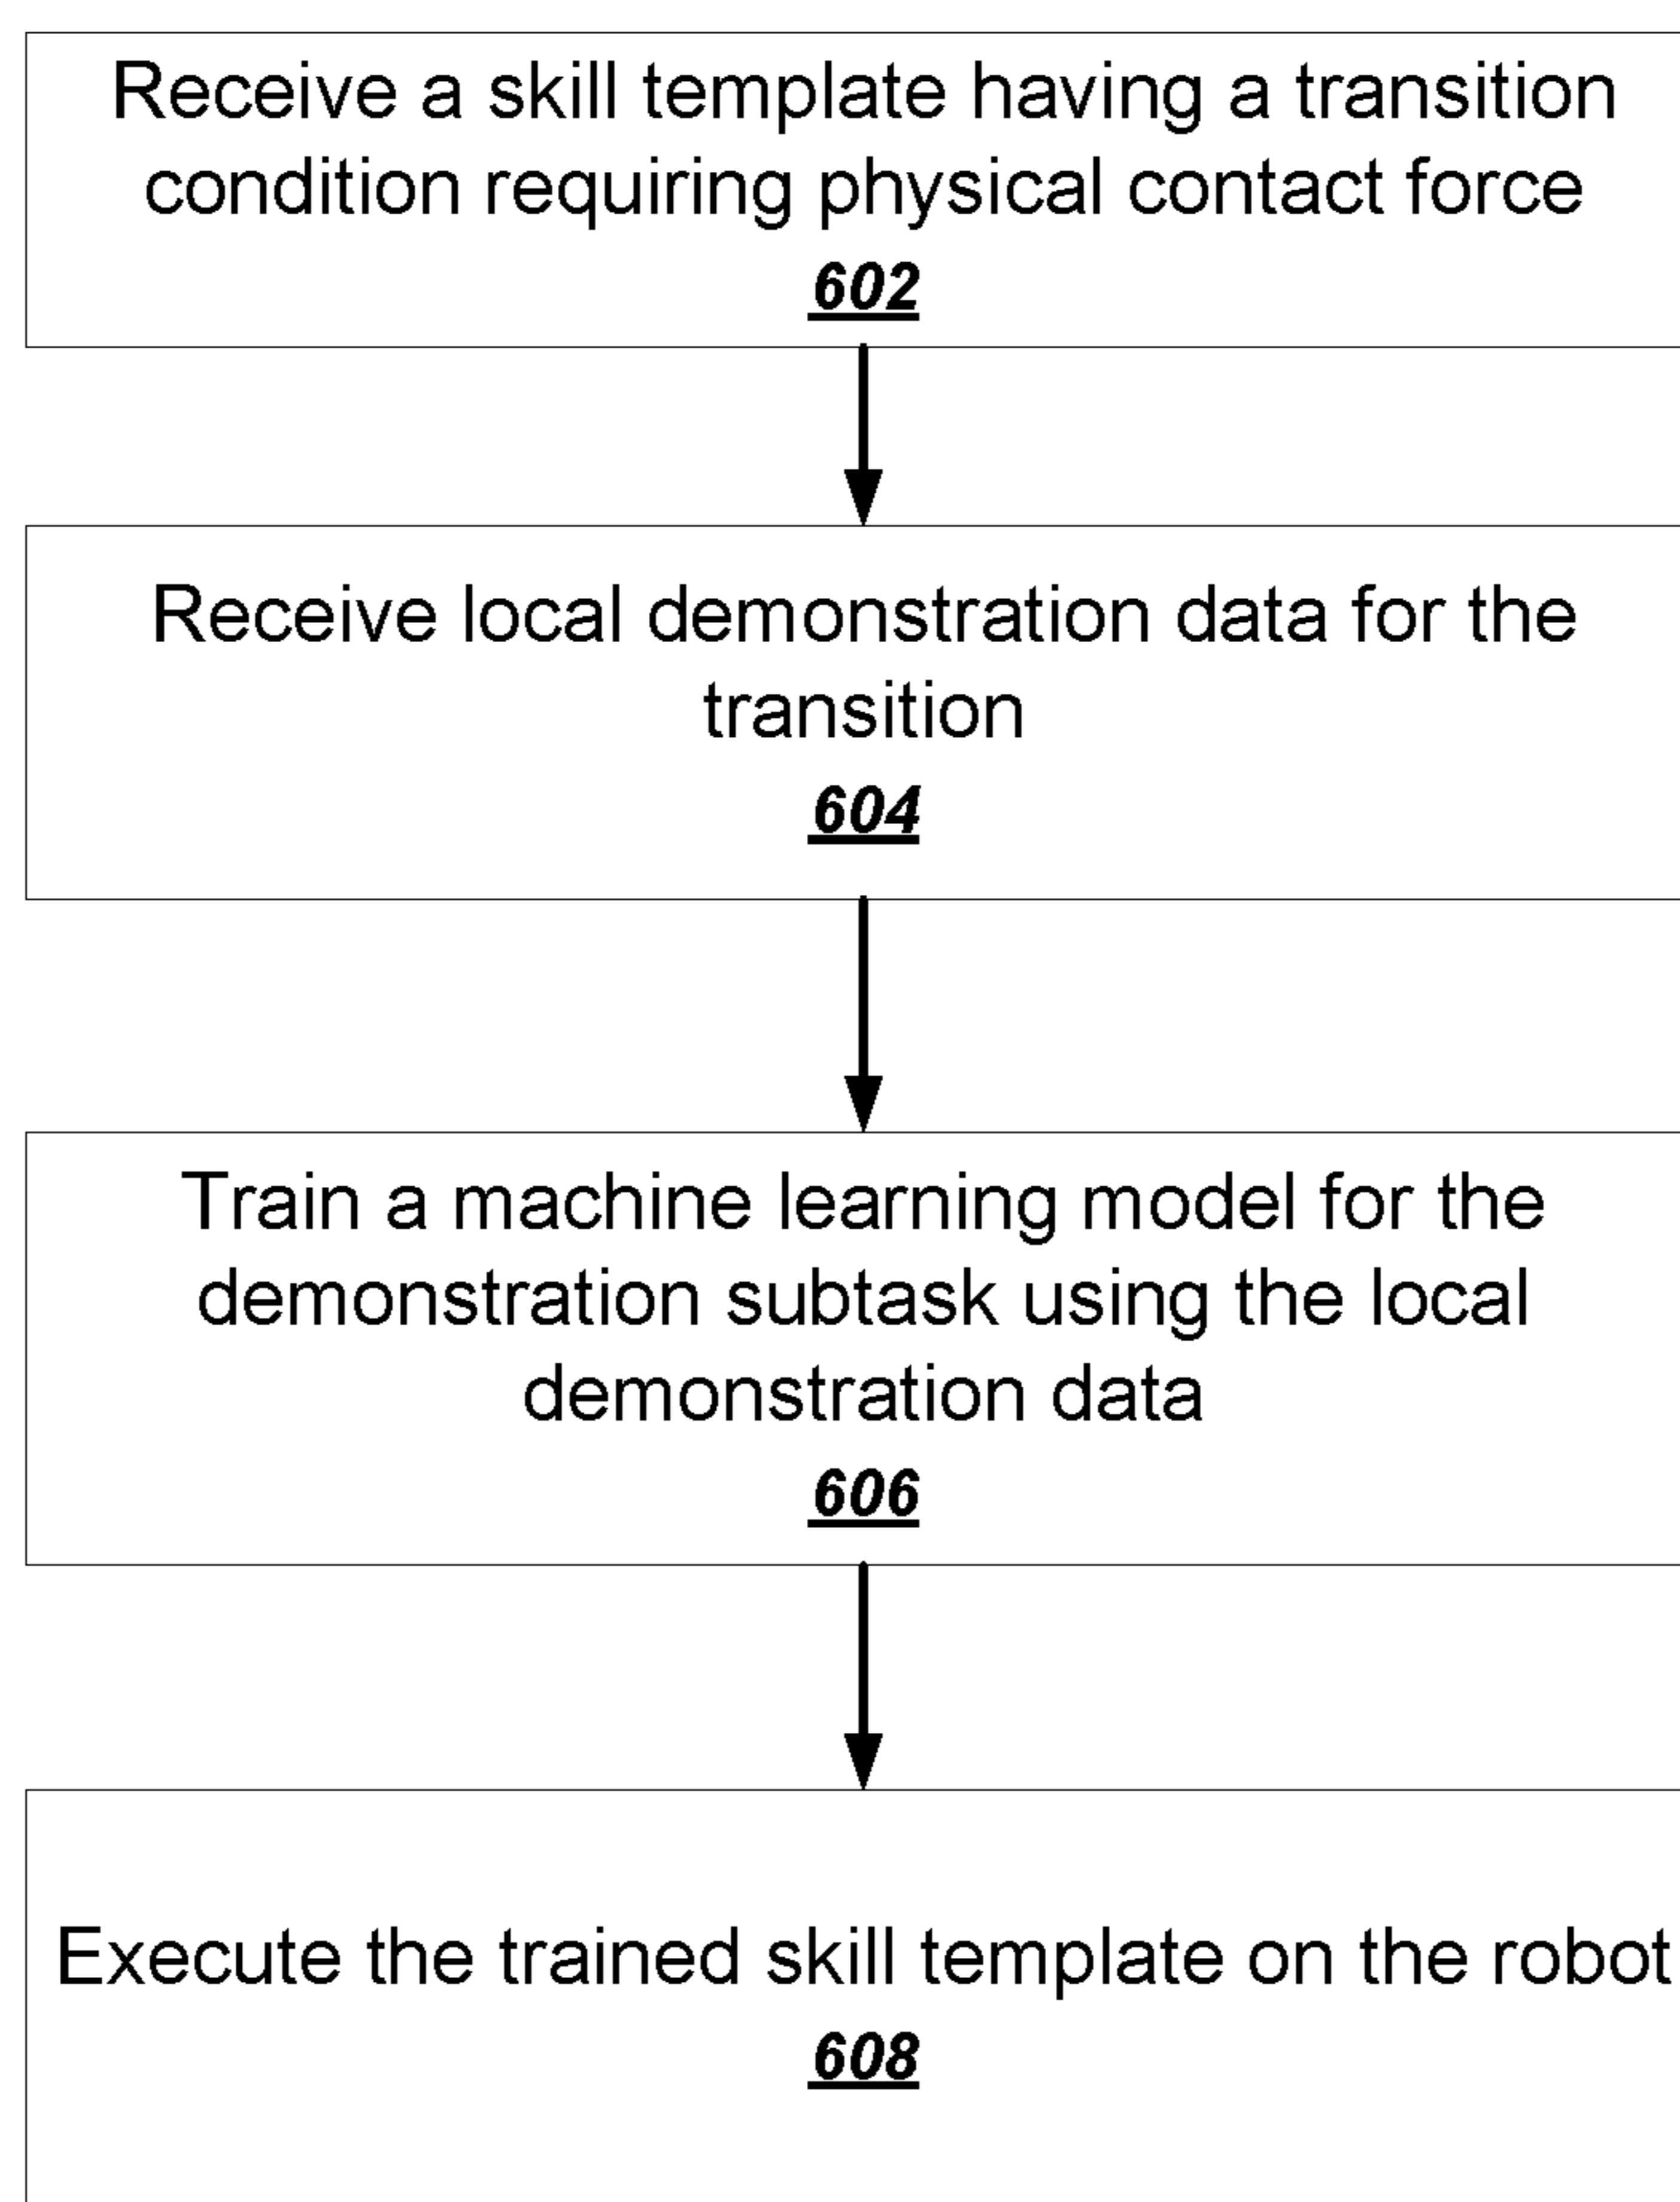 Receive a skill template having a transition
condition requiring physical contact force
602
Receive local demonstration data for the
transition
604
Train a machine learning model for the
demonstration subtask using the local
demonstration data
606
Execute the trained skill template on the robot
608